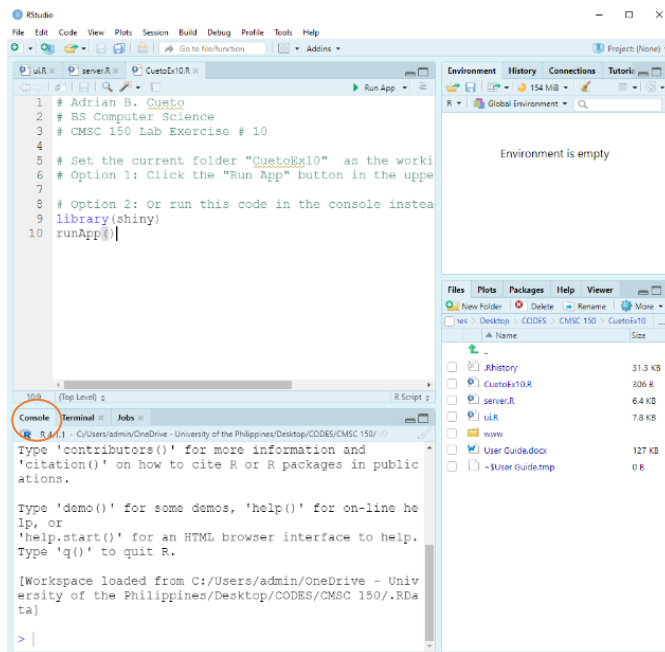 RStudio
File Edit Code View Plots Session Build Debug Profile Tools Help
Go to file/function Addins Project: (None)
ui.R server.R CuetoEx10.R
Run App
1 # Adrian B. Cueto
2 # BS Computer Science
3 # CMSC 150 Lab Exercise # 10
4
5 # Set the current folder "CuetoEx10" as the worki
6 # Option 1: Click the "Run App" button in the uppe
7
8 # Option 2: Or run this code in the console instea
9 library(shiny)
10 runApp()
10:9 (Top Level) R Script
Console Terminal Jobs
R 4.1.1 · C:/Users/admin/OneDrive - University of the Philippines/Desktop/CODES/CMSC 150/
Type 'contributors()' for more information and
'citation()' on how to cite R or R packages in public
ations.
Type 'demo()' for some demos, 'help()' for on-line he
lp, or
'help.start()' for an HTML browser interface to help.
Type 'q()' to quit R.
[Workspace loaded from C:/Users/admin/OneDrive - Univ
ersity of the Philippines/Desktop/CODES/CMSC 150/.RDa
ta]
>
Environment History Connections Tutoria
154 MiB
R Global Environment
Environment is empty
Files Plots Packages Help Viewer
New Folder Delete Rename More
Desktop > CODES > CMSC 150 > CuetoEx10 ...
Name Size
..
.Rhistory 31.3 KB
CuetoEx10.R 306 B
server.R 6.4 KB
ui.R 7.8 KB
www
User Guide.docx 127 KB
~$User Guide.tmp 0 B